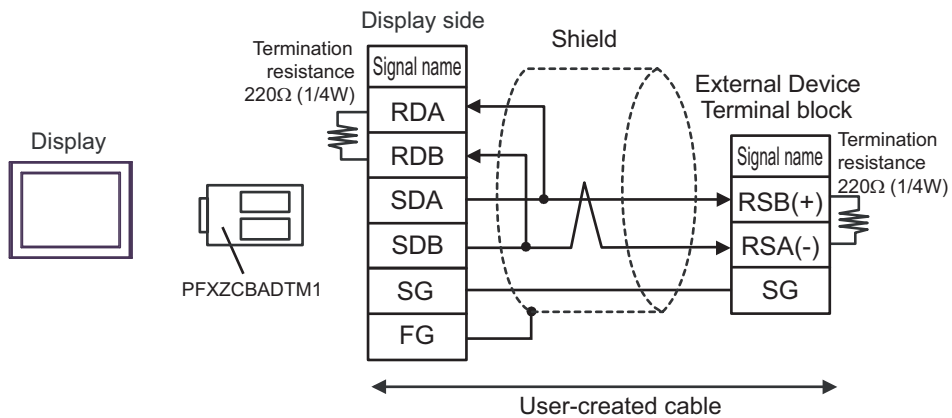 Display side
Shield
Termination
resistance
220Ω (1/4W)
External Device
Terminal block
Display
PFXZCBADTM1
Signal name
RDA
RDB
SDA
SDB
SG
FG
Signal name
RSB(+)
RSA(-)
SG
Termination
resistance
220Ω (1/4W)
User-created cable